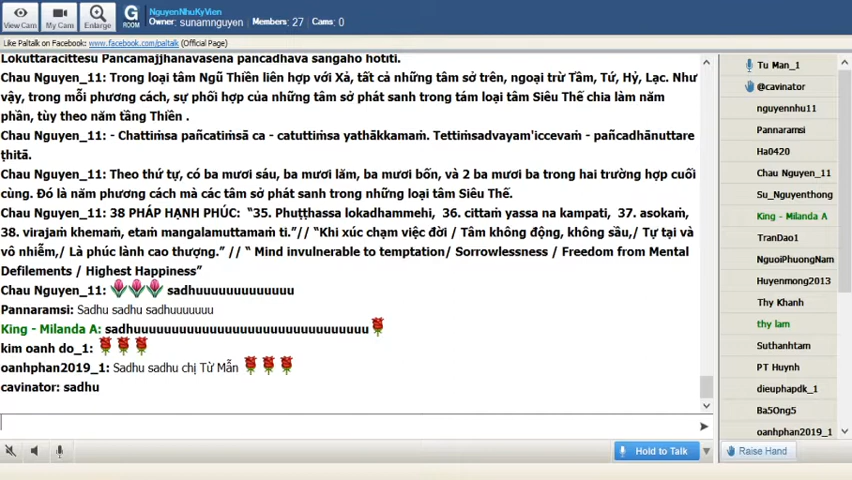 NguyenNhuKyVien
Owner: sunamnguyen Members: 27 Cams: 0
View Cam My Cam Enlarge G ROOM
Like Paltalk on Facebook: www.facebook.com/paltalk (Official Page)
Lokuttaracittesu Pañcamajjhānavasena pañcadhāva saṅgaho hotīti.
Chau Nguyen_11: Trong loại tâm Ngũ Thiền liên hợp với Xả, tất cả những tâm sở trên, ngoại trừ Tầm, Tứ, Hỷ, Lạc. Như
vậy, trong mỗi phương cách, sự phối hợp của những tâm sở phát sanh trong tám loại tâm Siêu Thế chia làm năm
phần, tùy theo năm tầng Thiền .
Chau Nguyen_11: - Chattiṁsa pañcatiṁsā ca - catuttiṁsa yathākkamaṁ. Tettiṁsadvayam'iccevaṁ - pañcadhānuttare
ṭhitā.
Chau Nguyen_11: Theo thứ tự, có ba mươi sáu, ba mươi lăm, ba mươi bốn, và 2 ba mươi ba trong hai trường hợp cuối
cùng. Đó là năm phương cách mà các tâm sở phát sanh trong những loại tâm Siêu Thế.
Chau Nguyen_11: 38 PHÁP HẠNH PHÚC: “35. Phuṭṭhassa lokadhammehi, 36. cittaṁ yassa na kampati, 37. asokaṁ,
38. virajaṁ khemaṁ, etaṁ mangalamuttamaṁ ti.”// “Khi xúc chạm việc đời / Tâm không động, không sầu,/ Tự tại và
vô nhiễm,/ Là phúc lành cao thượng.” // “ Mind invulnerable to temptation/ Sorrowlessness / Freedom from Mental
Defilements / Highest Happiness”
Chau Nguyen_11: sadhuuuuuuuuuuuuu
Pannaramsi: Sadhu sadhu sadhuuuuuuu
King - Milanda A: sadhuuuuuuuuuuuuuuuuuuuuuuuuuuuuuuu
kim oanh do_1:
oanhphan2019_1: Sadhu sadhu chị Từ Mẫn
cavinator: sadhu
Hold to Talk
Tu Man_1
@cavinator
nguyennhu11
Pannaramsi
Ha0420
Chau Nguyen_11
Su_Nguyenthong
King - Milanda A
TranDao1
NguoiPhuongNam
Huyenmong2013
Thy Khanh
thy lam
Suthanhtam
PT Huynh
dieuphapdk_1
Ba5Ong5
oanhphan2019_1
Raise Hand